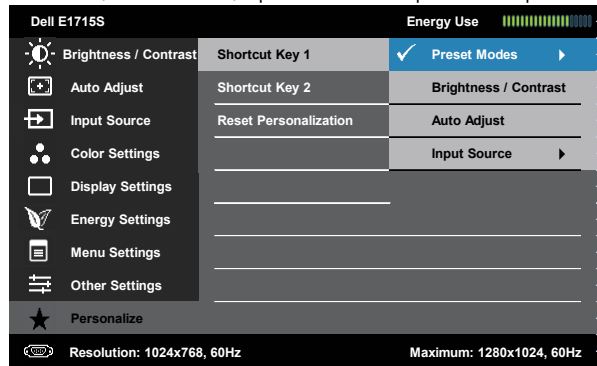 Dell E1715S Energy Use
Brightness / Contrast Shortcut Key 1 Preset Modes
Auto Adjust Shortcut Key 2 Brightness / Contrast
Input Source Reset Personalization Auto Adjust
Color Settings Input Source
Display Settings
Energy Settings
Menu Settings
Other Settings
Personalize
Resolution: 1024x768, 60Hz Maximum: 1280x1024, 60Hz